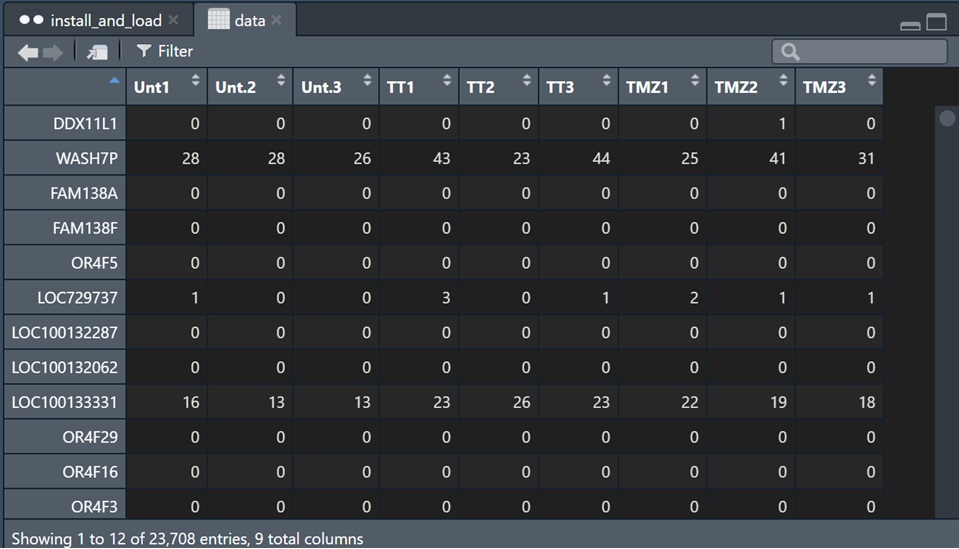 install_and_load data
Filter
Unt1 Unt.2 Unt.3 TT1 TT2 TT3 TMZ1 TMZ2 TMZ3
DDX11L1 0 0 0 0 0 0 0 1 0
WASH7P 28 28 26 43 23 44 25 41 31
FAM138A 0 0 0 0 0 0 0 0 0
FAM138F 0 0 0 0 0 0 0 0 0
OR4F5 0 0 0 0 0 0 0 0 0
LOC729737 1 0 0 3 0 1 2 1 1
LOC100132287 0 0 0 0 0 0 0 0 0
LOC100132062 0 0 0 0 0 0 0 0 0
LOC100133331 16 13 13 23 26 23 22 19 18
OR4F29 0 0 0 0 0 0 0 0 0
OR4F16 0 0 0 0 0 0 0 0 0
OR4F3 0 0 0 0 0 0 0 0 0
Showing 1 to 12 of 23,708 entries, 9 total columns